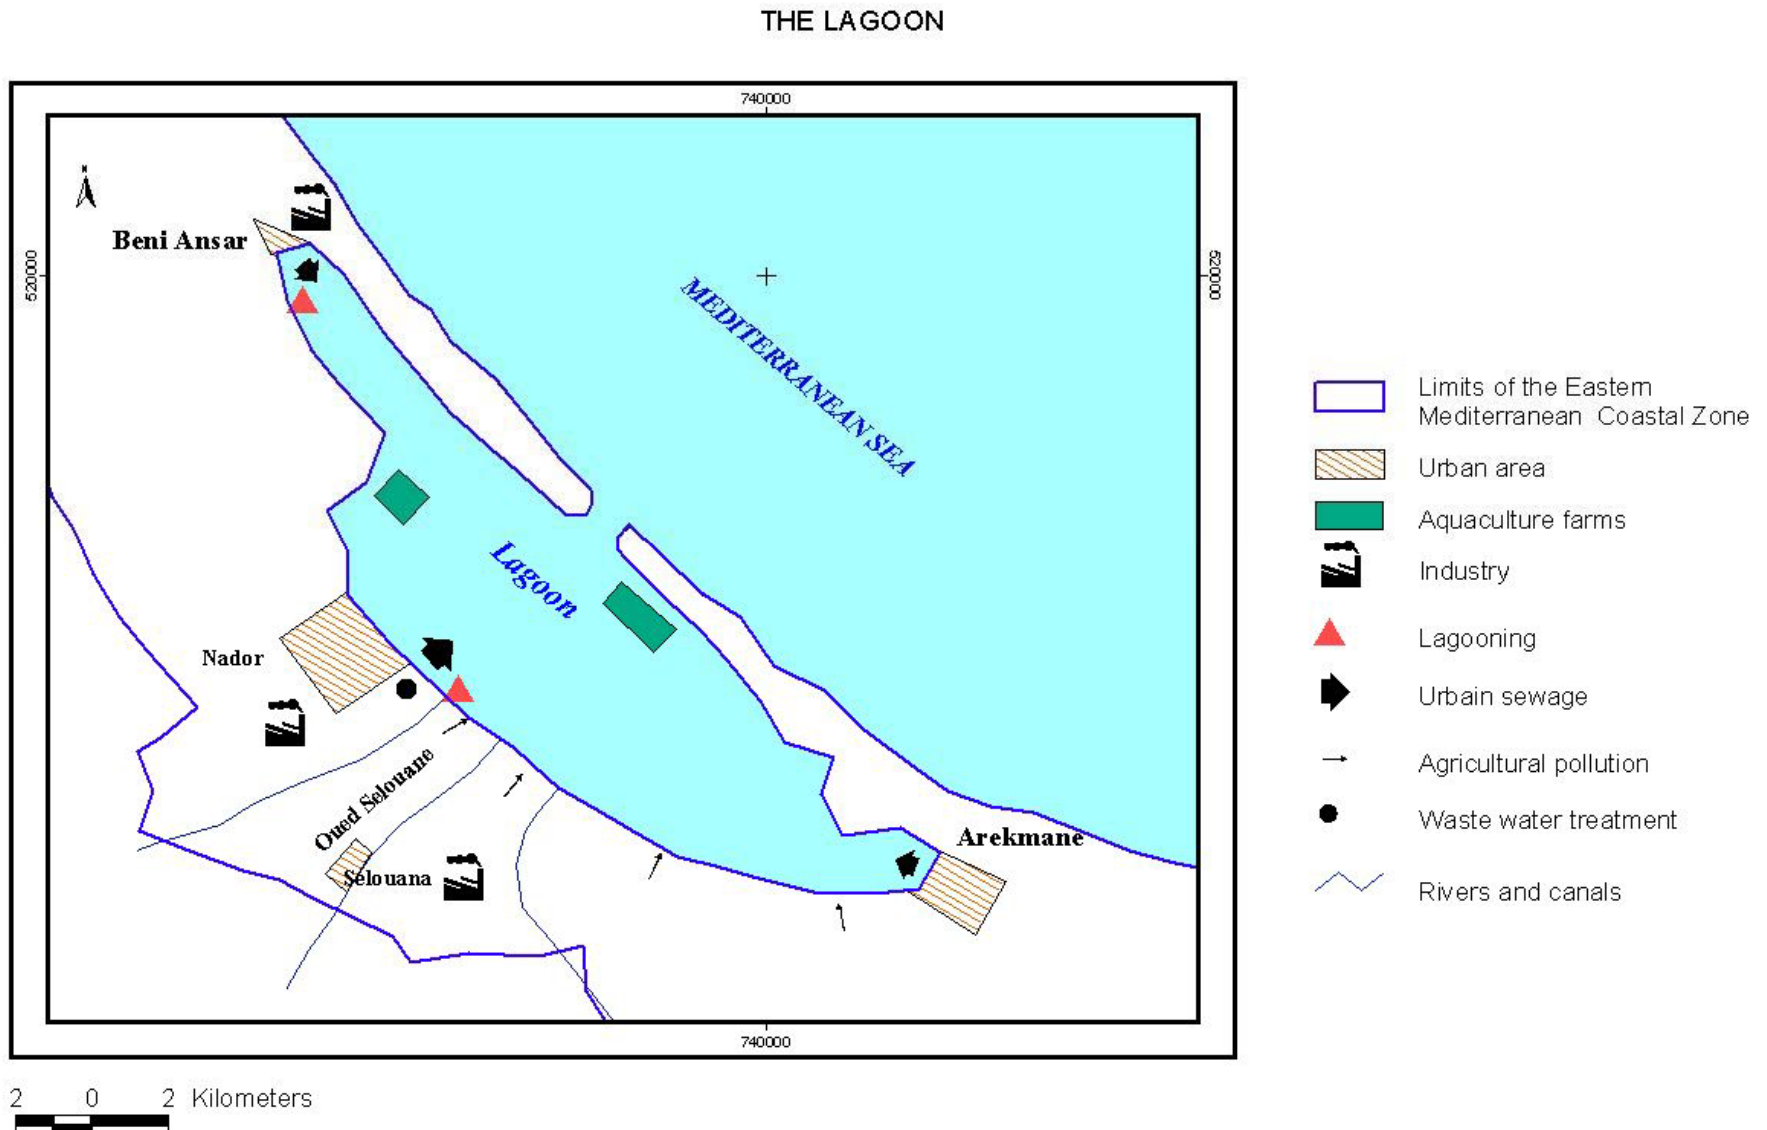 THE LAGOON
740000
N
Beni Ansar
520000
520000
MEDITERRANEAN SEA
Lagoon
Nador
Oued Selouane
Selouana
Arekmane
740000
2 0 2 Kilometers
Limits of the Eastern
Mediterranean Coastal Zone
Urban area
Aquaculture farms
Industry
Lagooning
Urbain sewage
Agricultural pollution
Waste water treatment
Rivers and canals